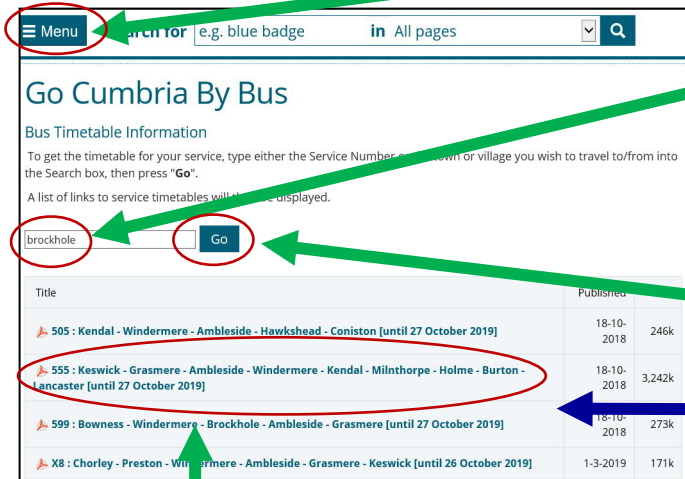 ☰ Menu for e.g. blue badge in All pages
Go Cumbria By Bus
Bus Timetable Information
To get the timetable for your service, type either the Service Number or village you wish to travel to/from into
the Search box, then press "Go".
A list of links to service timetables will displayed.
brockhole Go
Title Published
505 : Kendal - Windermere - Ambleside - Hawkshead - Coniston [until 27 October 2019] 18-10-2018 246k
555 : Keswick - Grasmere - Ambleside - Windermere - Kendal - Milnthorpe - Holme - Burton -
Lancaster [until 27 October 2019] 18-10-2018 3,242k
599 : Bowness - Windermere - Brockhole - Ambleside - Grasmere [until 27 October 2019] 18-10-2018 273k
X8 : Chorley - Preston - Windermere - Ambleside - Grasmere - Keswick [until 26 October 2019] 1-3-2019 171k